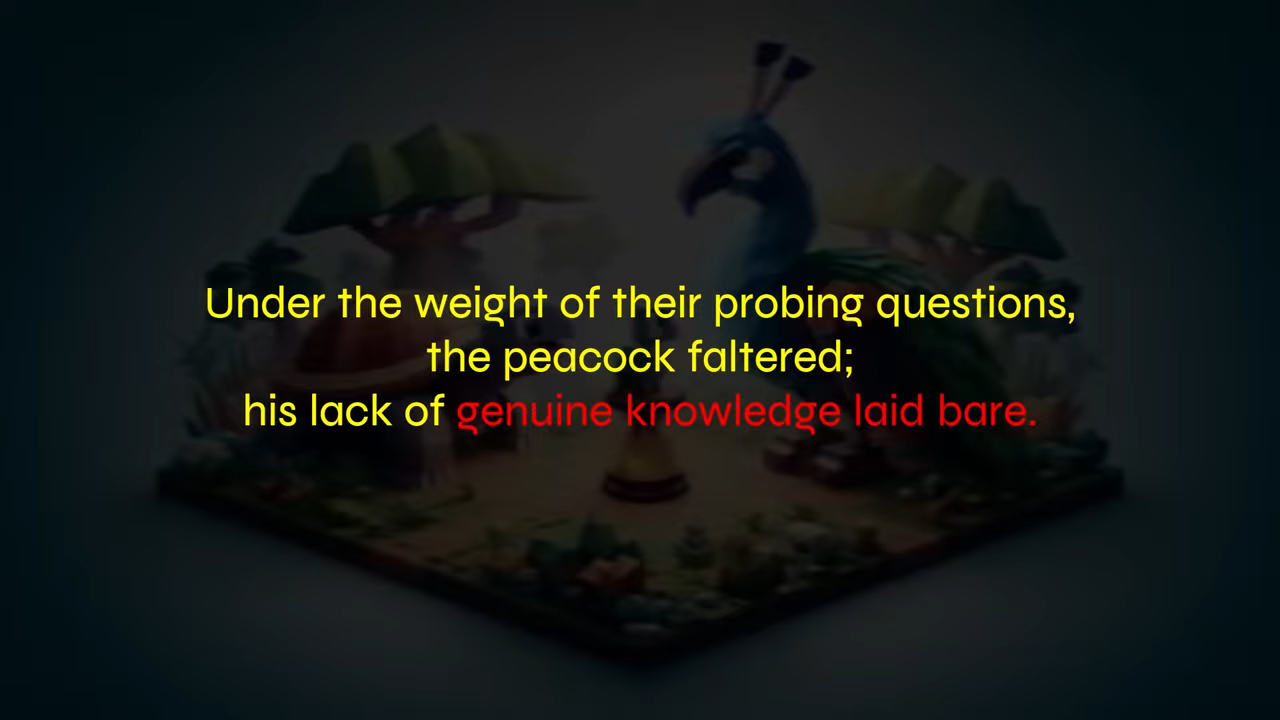 Under the weight of their probing questions,
the peacock faltered;
his lack of genuine knowledge laid bare.